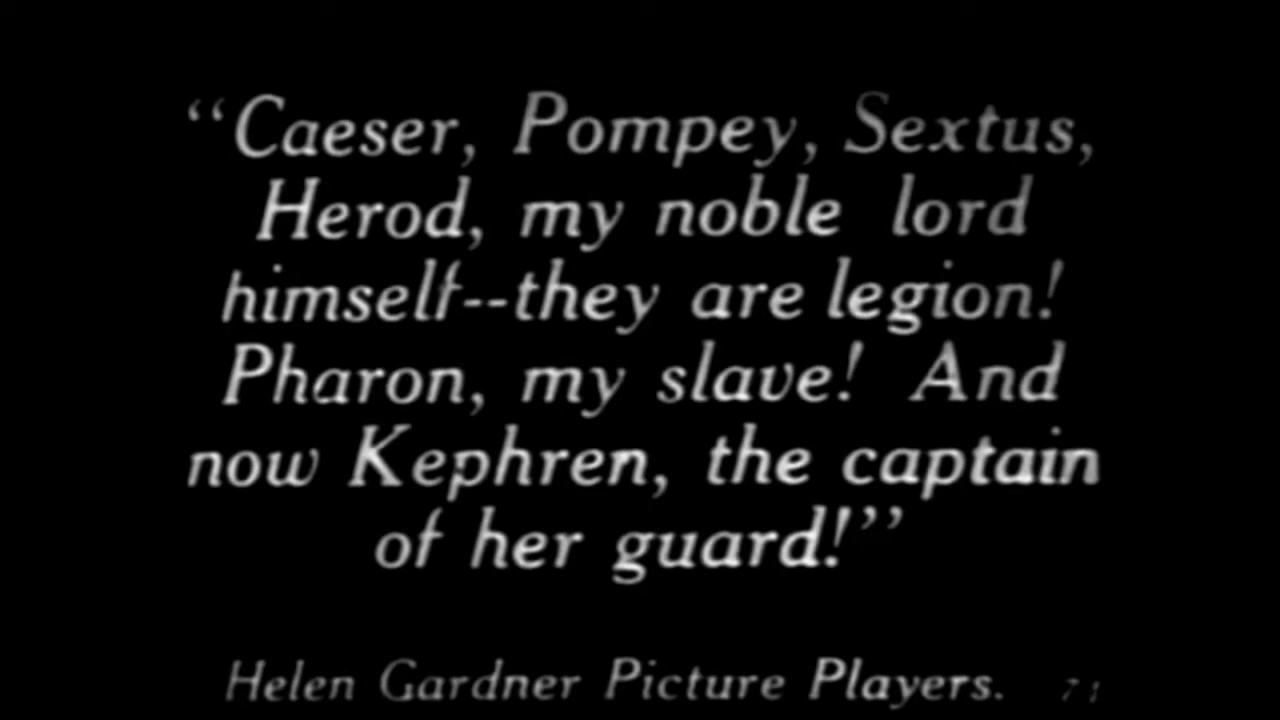 “Caeser, Pompey, Sextus,
Herod, my noble lord
himself--they are legion!
Pharon, my slave! And
now Kephren, the captain
of her guard!”
Helen Gardner Picture Players. 71